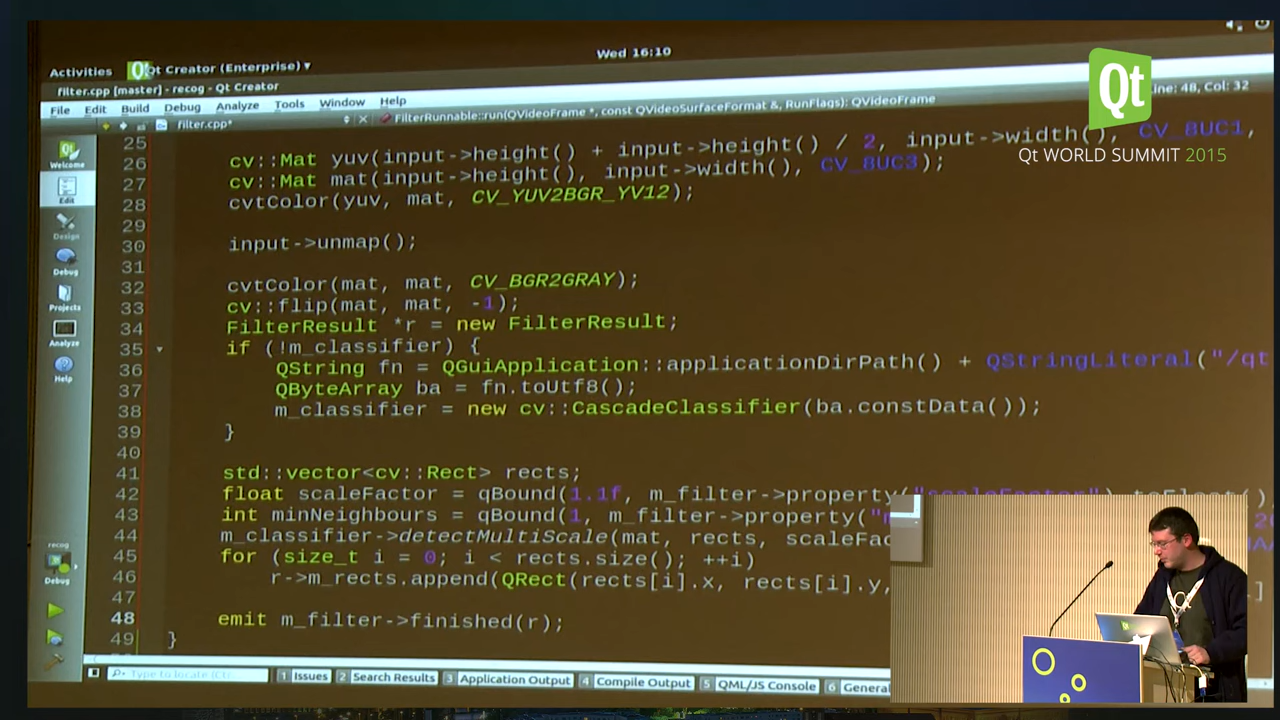 Wed 16:10
Activities Qt Creator (Enterprise) ▾
filter.cpp [master] - recog - Qt Creator
File Edit Build Debug Analyze Tools Window Help
filter.cpp* FilterRunnable::run(QVideoFrame *, const QVideoSurfaceFormat &, RunFlags): QVideoFrame Line: 48, Col: 32
Qt
Qt WORLD SUMMIT 2015
Welcome
Edit
Design
Debug
Projects
Analyze
Help
recog
Debug
25
26 cv::Mat yuv(input->height() + input->height() / 2, input->width(), CV_8UC1,
27 cv::Mat mat(input->height(), input->width(), CV_8UC3);
28 cvtColor(yuv, mat, CV_YUV2BGR_YV12);
29
30 input->unmap();
31
32 cvtColor(mat, mat, CV_BGR2GRAY);
33 cv::flip(mat, mat, -1);
34 FilterResult *r = new FilterResult;
35 if (!m_classifier) {
36 QString fn = QGuiApplication::applicationDirPath() + QStringLiteral("/qt
37 QByteArray ba = fn.toUtf8();
38 m_classifier = new cv::CascadeClassifier(ba.constData());
39 }
40
41 std::vector<cv::Rect> rects;
42 float scaleFactor = qBound(1.1f, m_filter->property("scaleFactor").toFloat()
43 int minNeighbours = qBound(1, m_filter->property("
44 m_classifier->detectMultiScale(mat, rects, scaleFac
45 for (size_t i = 0; i < rects.size(); ++i)
46 r->m_rects.append(QRect(rects[i].x, rects[i].y,
47
48 emit m_filter->finished(r);
49 }
Type to locate (Ctr 1 Issues 2 Search Results 3 Application Output 4 Compile Output 5 QML/JS Console 6 General